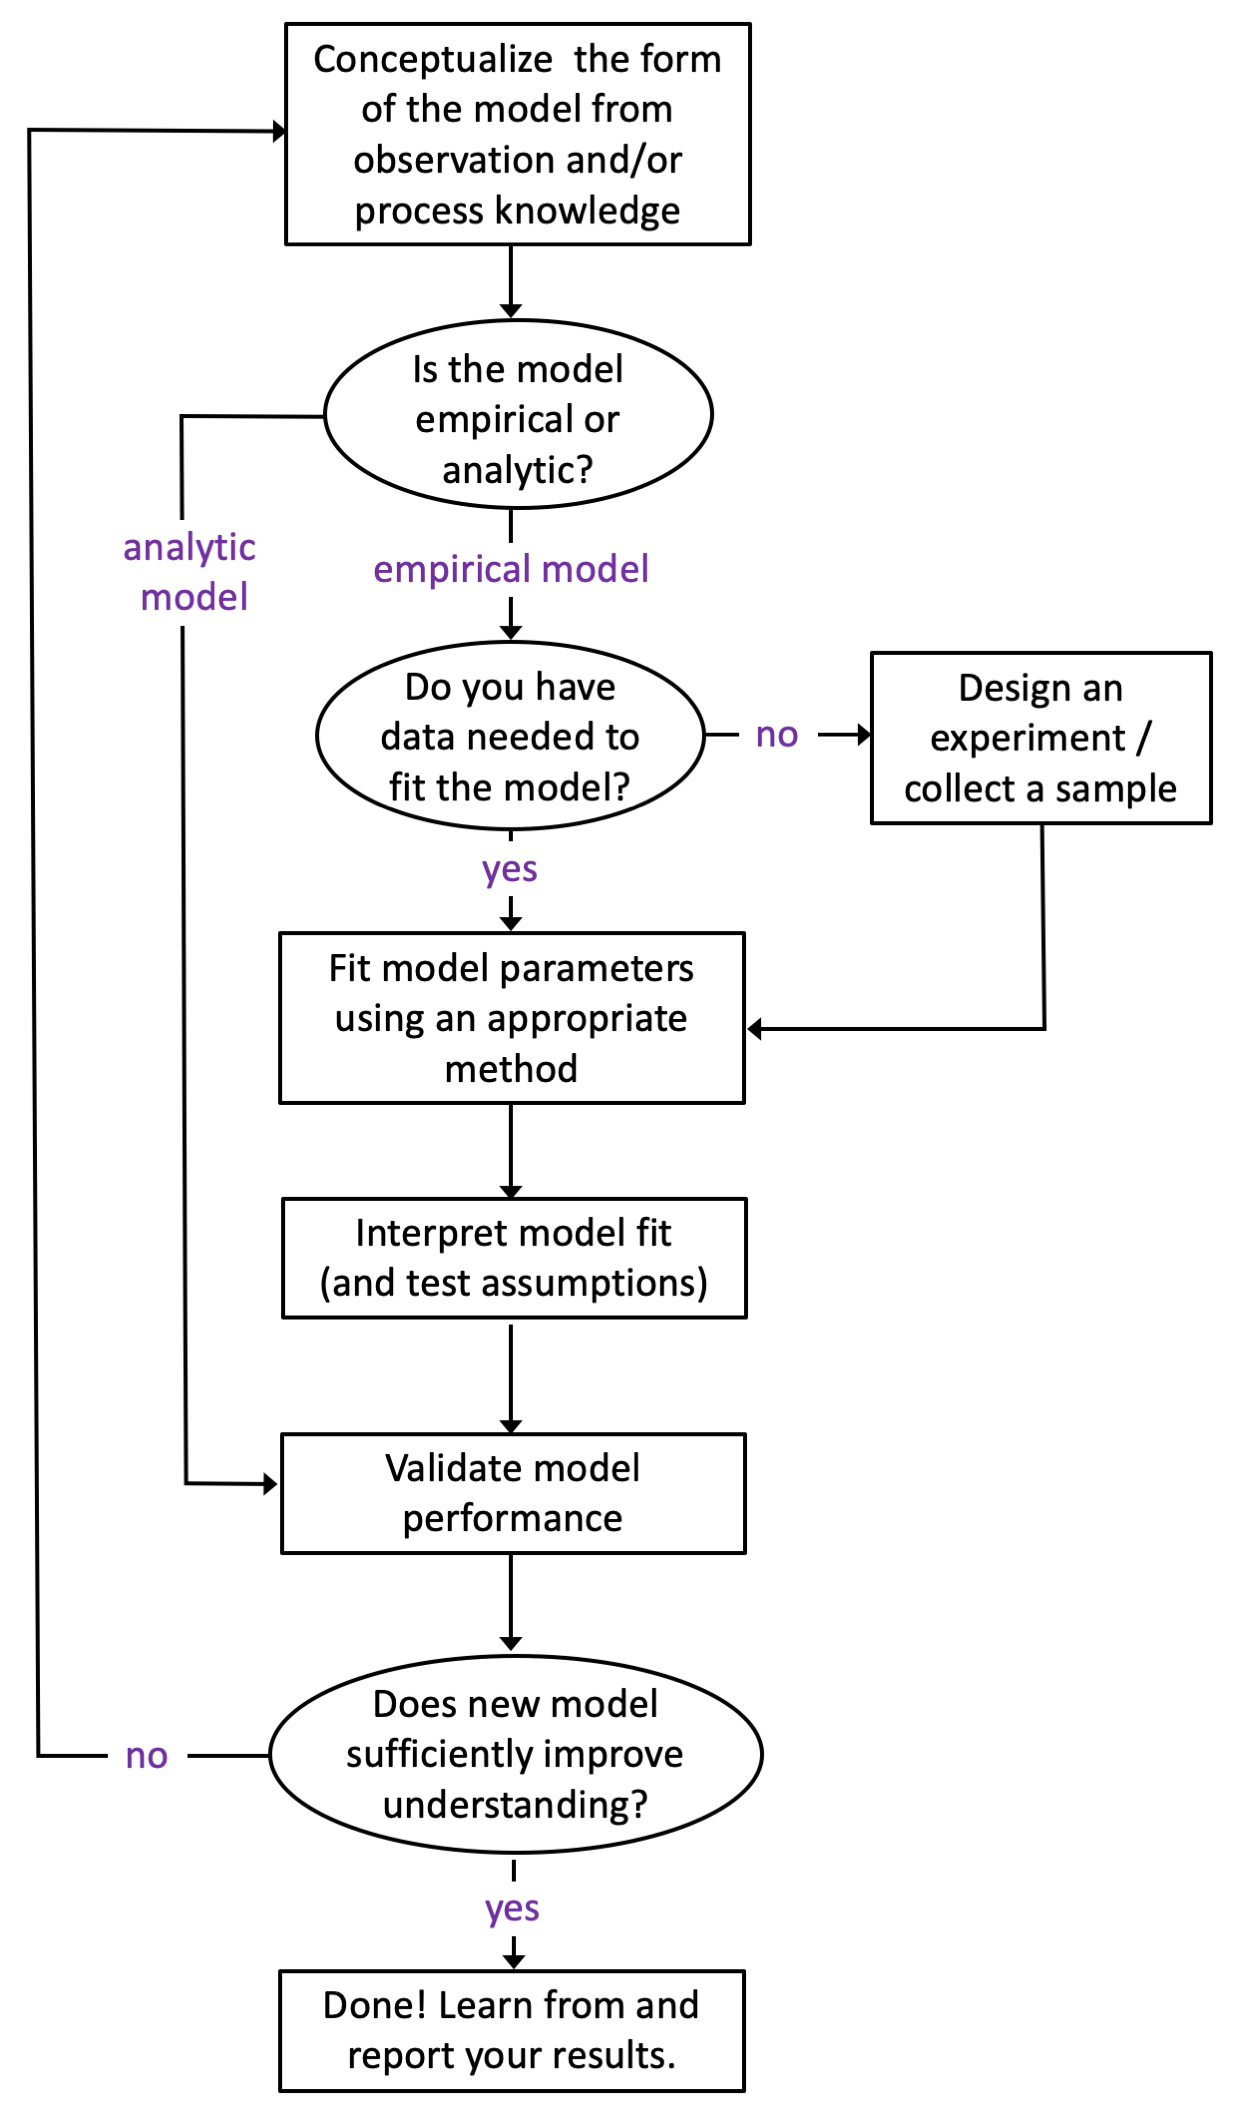 Conceptualize the form
of the model from
observation and/or
process knowledge
Is the model
empirical or
analytic?
analytic
model
empirical model
Do you have
data needed to
fit the model?
no
Design an
experiment /
collect a sample
yes
Fit model parameters
using an appropriate
method
Interpret model fit
(and test assumptions)
Validate model
performance
Does new model
sufficiently improve
understanding?
no
yes
Done! Learn from and
report your results.